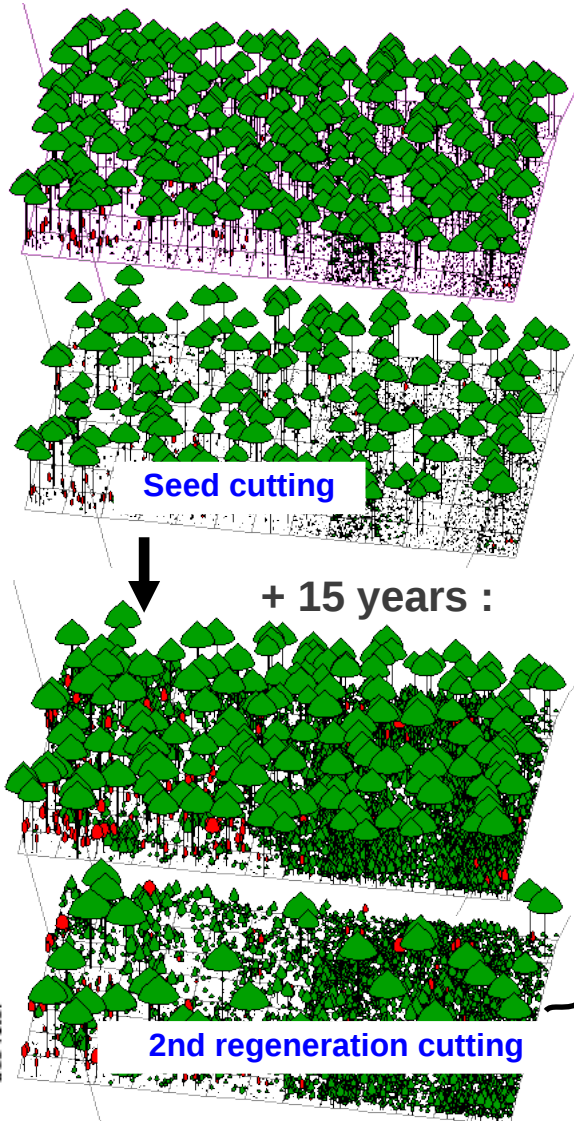 Seed cutting
+ 15 years :
2nd regeneration cutting